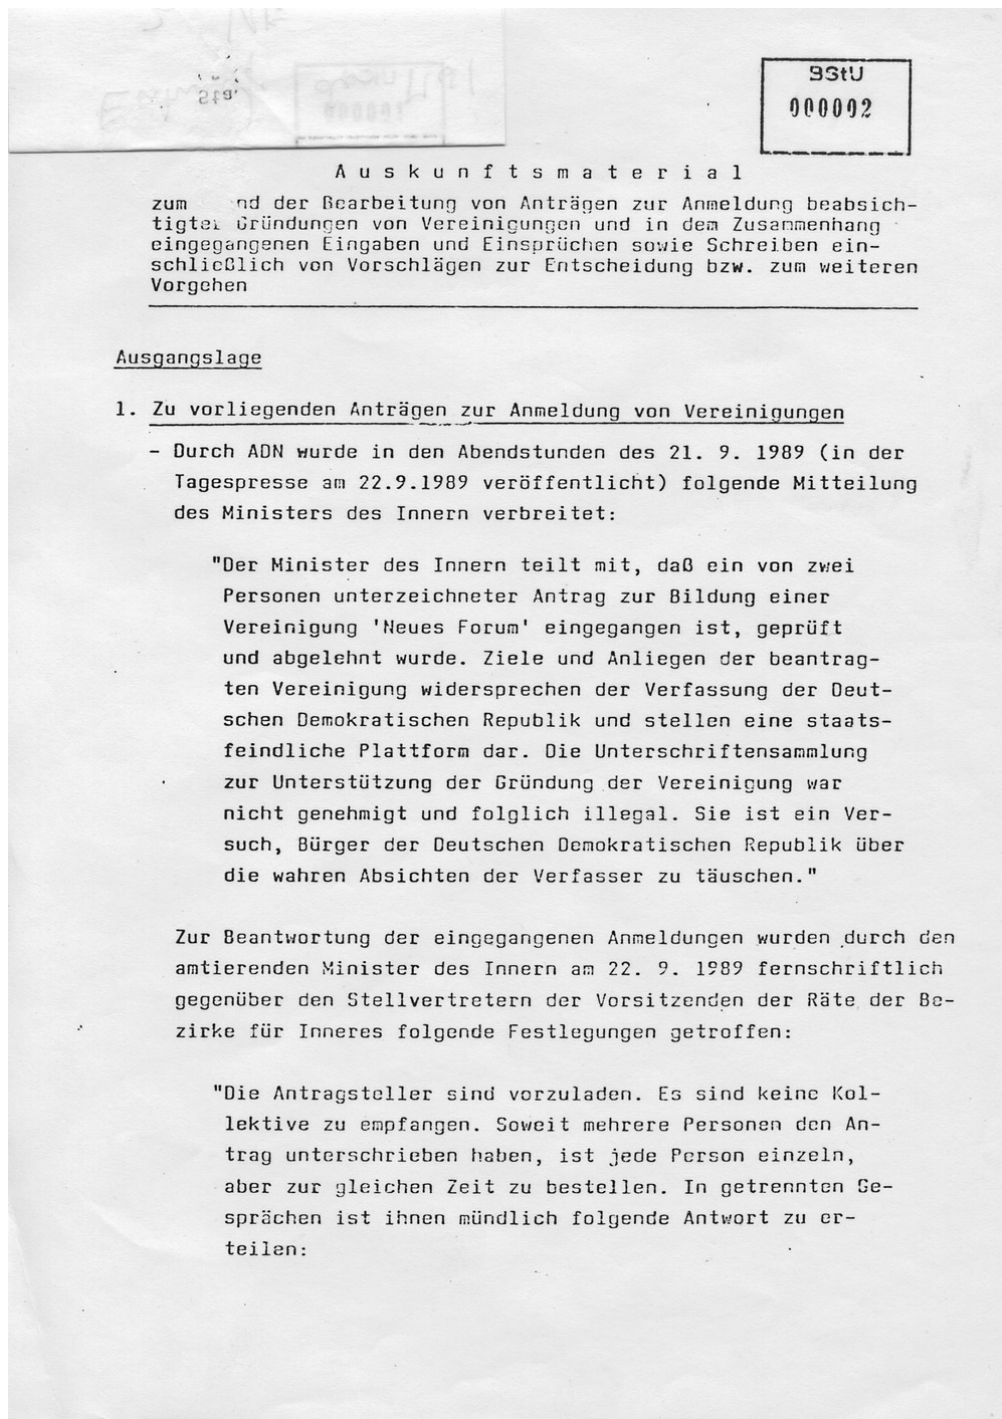 Sta.
BStU
000092
Auskunftsmaterial
zum nd der Bearbeitung von Anträgen zur Anmeldung beabsich-
tigter Gründungen von Vereinigungen und in dem Zusammenhang
eingegangenen Eingaben und Einsprüchen sowie Schreiben ein-
schließlich von Vorschlägen zur Entscheidung bzw. zum weiteren
Vorgehen
Ausgangslage
1. Zu vorliegenden Anträgen zur Anmeldung von Vereinigungen
- Durch ADN wurde in den Abendstunden des 21. 9. 1989 (in der
Tagespresse am 22.9.1989 veröffentlicht) folgende Mitteilung
des Ministers des Innern verbreitet:
"Der Minister des Innern teilt mit, daß ein von zwei
Personen unterzeichneter Antrag zur Bildung einer
Vereinigung 'Neues Forum' eingegangen ist, geprüft
und abgelehnt wurde. Ziele und Anliegen der beantrag-
ten Vereinigung widersprechen der Verfassung der Deut-
schen Demokratischen Republik und stellen eine staats-
feindliche Plattform dar. Die Unterschriftensammlung
zur Unterstützung der Gründung der Vereinigung war
nicht genehmigt und folglich illegal. Sie ist ein Ver-
such, Bürger der Deutschen Demokratischen Republik über
die wahren Absichten der Verfasser zu täuschen."
Zur Beantwortung der eingegangenen Anmeldungen wurden durch den
amtierenden Minister des Innern am 22. 9. 1989 fernschriftlich
gegenüber den Stellvertretern der Vorsitzenden der Räte der Be-
zirke für Inneres folgende Festlegungen getroffen:
"Die Antragsteller sind vorzuladen. Es sind keine Kol-
lektive zu empfangen. Soweit mehrere Personen den An-
trag unterschrieben haben, ist jede Person einzeln,
aber zur gleichen Zeit zu bestellen. In getrennten Ge-
sprächen ist ihnen mündlich folgende Antwort zu er-
teilen: